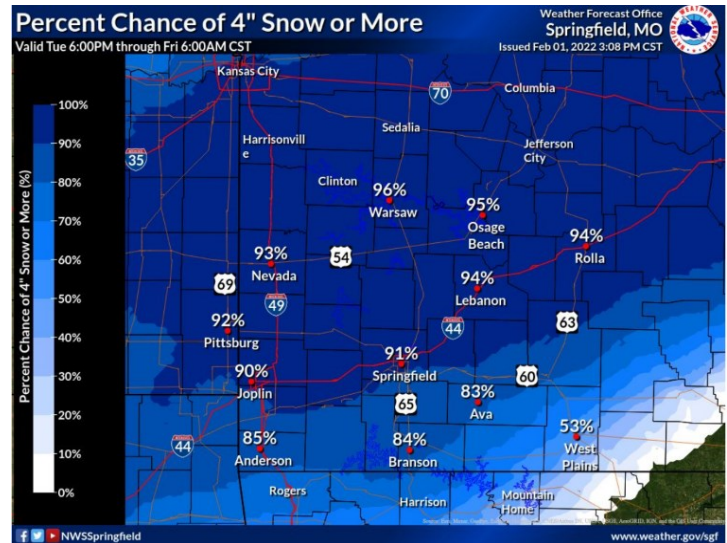 Percent Chance of 4" Snow or More
Valid Tue 6:00PM through Fri 6:00AM CST
Weather Forecast Office
Springfield, MO
Issued Feb 01, 2022 3:08 PM CST
Kansas City
70
Columbia
100%
90%
80%
70%
60%
50%
40%
30%
20%
10%
0%
Percent Chance of 4" Snow or More (%)
35
Harrisonvill
e
Sedalia
Jefferson
City
Clinton
96%
Warsaw
95%
Osage
Beach
94%
Rolla
93%
Nevada
54
69
49
94%
Lebanon
92%
Pittsburg
44
63
91%
Springfield
90%
Joplin
65
60
83%
Ava
53%
West
Plains
44
85%
Anderson
84%
Branson
Rogers
Harrison
Mountain
Home
NWSSpringfield
www.weather.gov/sgf